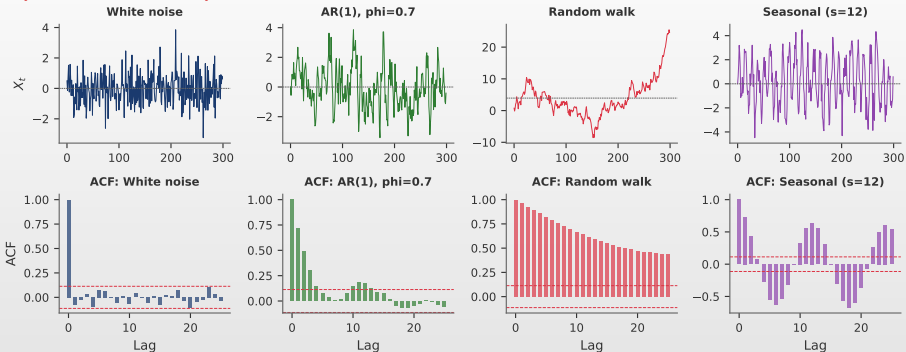 White noise
AR(1), phi=0.7
Random walk
Seasonal (s=12)
4
2
0
−2
X_t
0 100 200 300
4
2
0
−2
0 100 200 300
20
10
0
−10
0 100 200 300
4
2
0
−2
−4
0 100 200 300
ACF: White noise
ACF: AR(1), phi=0.7
ACF: Random walk
ACF: Seasonal (s=12)
1.00
0.75
0.50
0.25
0.00
ACF
0 10 20
Lag
1.00
0.75
0.50
0.25
0.00
0 10 20
Lag
1.00
0.75
0.50
0.25
0.00
0 10 20
Lag
1.0
0.5
0.0
−0.5
0 10 20
Lag